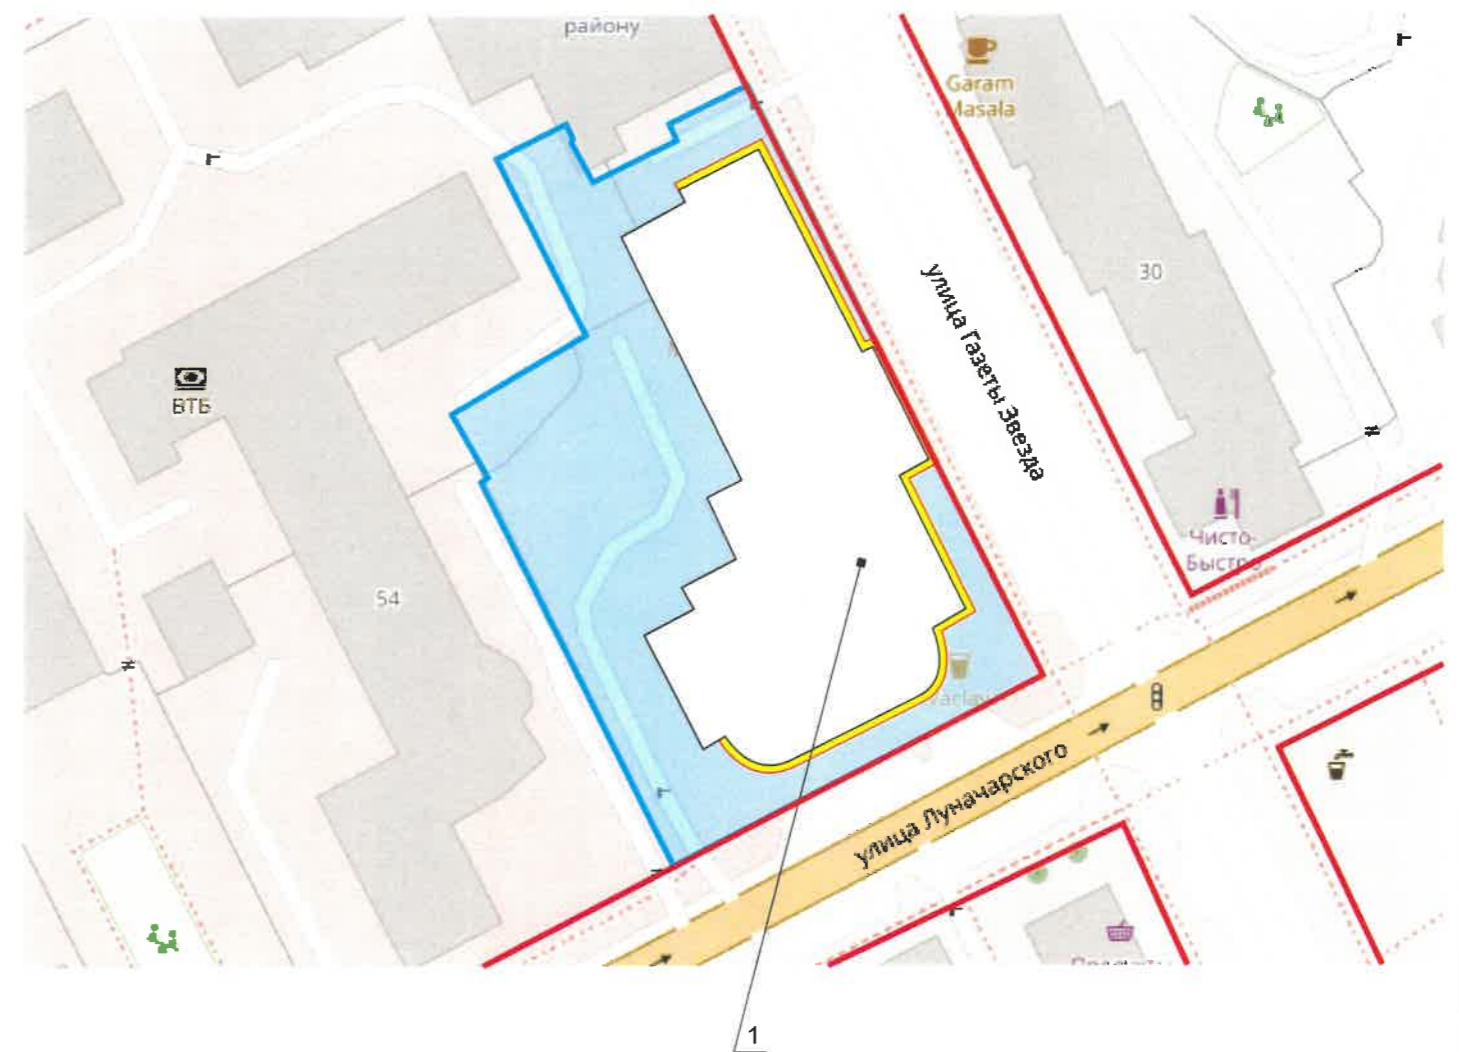 району
Garam
Masala
30
улица Газеты Звезда
ВТБ
Чисто-
Быстро
54
улица Луначарского
1